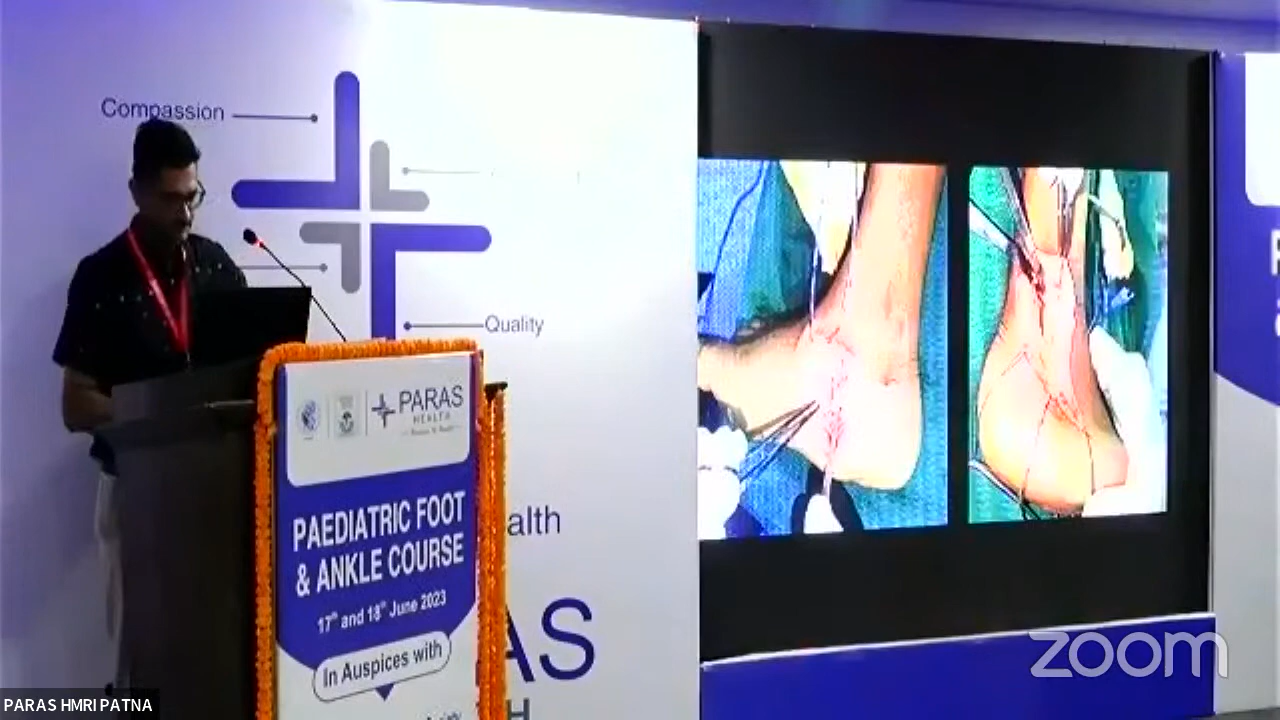 Compassion
Quality
PARAS
HEALTH
PAEDIATRIC FOOT
& ANKLE COURSE
17th and 18th June 2023
In Auspices with
ealth
AS
H
zoom
PARAS HMRI PATNA